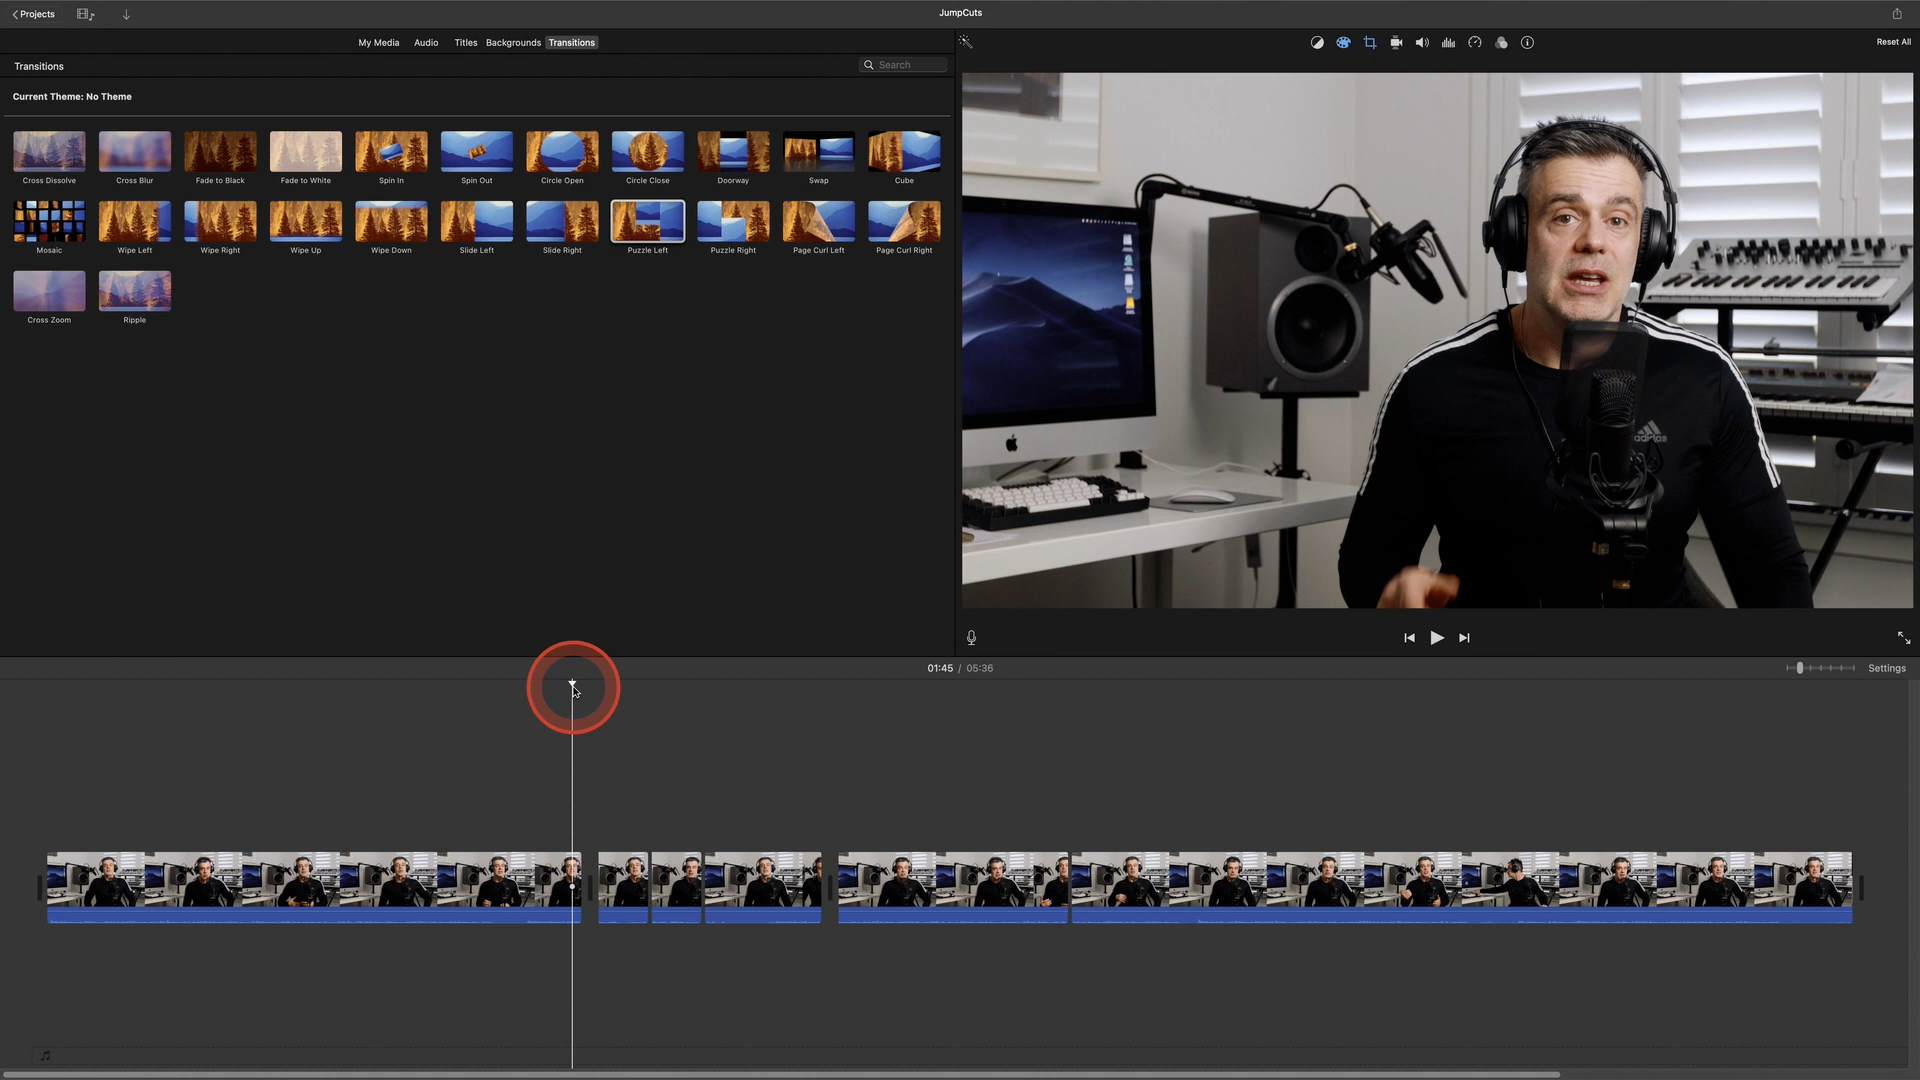 Projects
JumpCuts
My Media Audio Titles Backgrounds Transitions
Reset All
Transitions
Search
Current Theme: No Theme
Cross Dissolve Cross Blur Fade to Black Fade to White Spin In Spin Out Circle Open Circle Close Doorway Swap Cube
Mosaic Wipe Left Wipe Right Wipe Up Wipe Down Slide Left Slide Right Puzzle Left Puzzle Right Page Curl Left Page Curl Right
Cross Zoom Ripple
adidas
01:45 / 05:36
Settings